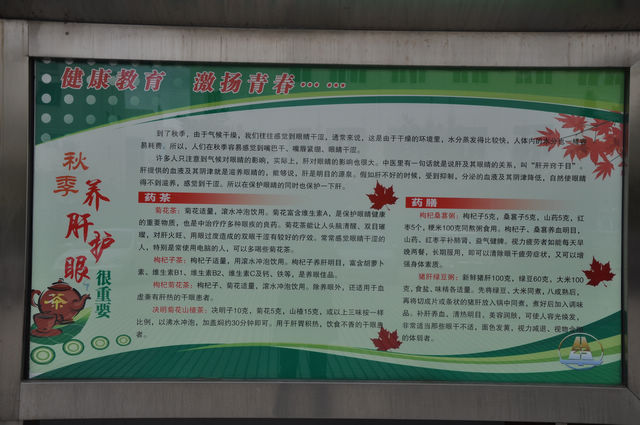 健康教育 激扬青春……
秋季养肝护眼很重要
茶
到了秋季，由于气候干燥，我们往往感觉到眼睛干涩，通常来说，这是由于干燥的环境里，水分蒸发得比较快，人体内的水分也一样容
易耗费。所以，人们在秋季容易感觉到嘴巴干、嘴唇紧绷、眼睛干涩。
许多人只注意到气候对眼睛的影响，实际上，肝对眼睛的影响也很大。中医里有一句话就是说肝及其眼睛的关系，叫“肝开窍于目”。
肝提供的血液及其阴津就是滋养眼睛的，能够说，肝是明目的源泉。假如肝不好的时候，受到抑制，分泌的血液及其阴津降低，自然使眼睛
得不到滋养，感觉到干涩。所以在保护眼睛的同时也保护一下肝。
药茶
菊花茶：菊花适量，滚水冲泡饮用。菊花富含维生素A，是保护眼睛健康
的重要物质，也是中治疗疗多种眼疾的良药。菊花茶能让人头脑清醒、双目璀
璨，对肝火旺、用眼过度造成的双眼干涩有较好的疗效。常常感觉眼睛干涩的
人，特别是常使用电脑的人，可以多喝些菊花茶。
枸杞子茶：枸杞子适量，用滚水冲泡饮用。枸杞子养肝明目，富含胡萝卜
素、维生素B1、维生素B2、维生素C及钙、铁等，是养眼佳品。
枸杞菊花茶：枸杞子、菊花适量，滚水冲泡饮用。除养眼外，还适用于血
虚兼有肝热的干眼患者。
决明菊花山楂茶：决明子10克，菊花5克，山楂15克，或以上三味按一样
比例，以沸水冲泡，加盖焖约30分钟即可。用于肝胃积热，饮食不香的干眼患
者。
药膳
枸杞桑葚粥：枸杞子5克，桑葚子5克，山药5克，红
枣5个，粳米100克同熬粥食用。枸杞子、桑葚养血明目，
山药、红枣平补肺肾、益气健脾。视力疲劳者如能每天早
晚两餐，长期服用，即可以清除眼干疲劳症状，又可以增
强身体素质。
猪肝绿豆粥：新鲜猪肝100克，绿豆60克，大米100
克，食盐、味精各适量。先将绿豆、大米同煮，八成熟后，
再将切成片或条状的猪肝放入锅中同煮，煮好后加入调味
品。补肝养血、清热明目、美容润肤，可使人容光焕发，
非常适当那些眼干不适，面色发黄，视力减退，视物
的体弱者。